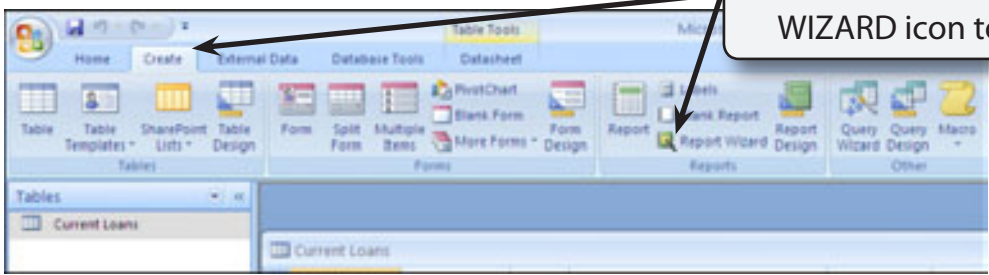 WIZARD icon to
Table Tools
Home Create External Data Database Tools Datasheet
Table
Table Templates
SharePoint Lists
Table Design
Tables
Form
Split Form
Multiple Items
PivotChart
Blank Form
More Forms
Form Design
Forms
Report
Labels
Blank Report
Report Wizard
Report Design
Reports
Query Wizard
Query Design
Macro
Other
Tables
Current Loans
Current Loans